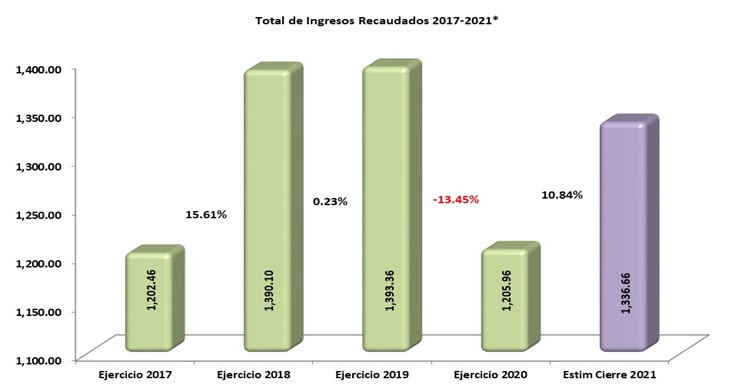 Total de Ingresos Recaudados 2017-2021*
1,400.00
1,350.00
1,300.00
1,250.00
1,200.00
1,150.00
1,100.00
15.61%
0.23%
-13.45%
10.84%
1,202.46
1,390.10
1,393.36
1,205.96
1,336.66
Ejercicio 2017
Ejercicio 2018
Ejercicio 2019
Ejercicio 2020
Estim Cierre 2021